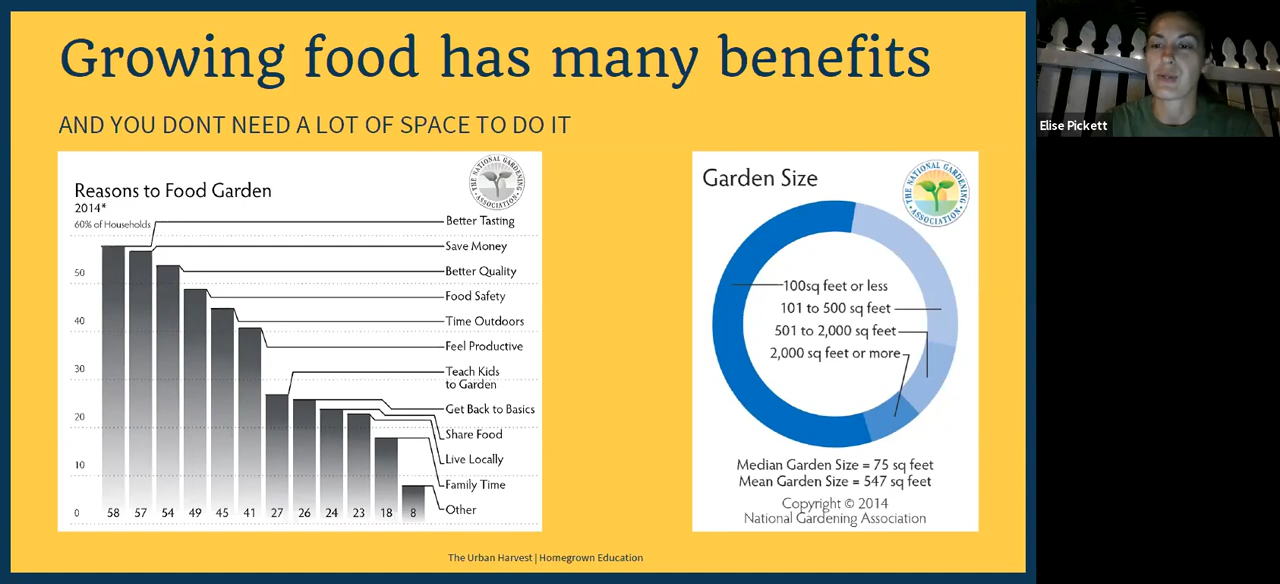 Growing food has many benefits
AND YOU DONT NEED A LOT OF SPACE TO DO IT
Reasons to Food Garden
2014*
60% of Households
50
40
30
20
10
0
Better Tasting
Save Money
Better Quality
Food Safety
Time Outdoors
Feel Productive
Teach Kids
to Garden
Get Back to Basics
Share Food
Live Locally
Family Time
Other
58 57 54 49 45 41 27 26 24 23 18 8
THE NATIONAL GARDENING ASSOCIATION
Garden Size
THE NATIONAL GARDENING ASSOCIATION
100sq feet or less
101 to 500 sq feet
501 to 2,000 sq feet
2,000 sq feet or more
Median Garden Size = 75 sq feet
Mean Garden Size = 547 sq feet
Copyright © 2014
National Gardening Association
The Urban Harvest | Homegrown Education
Elise Pickett